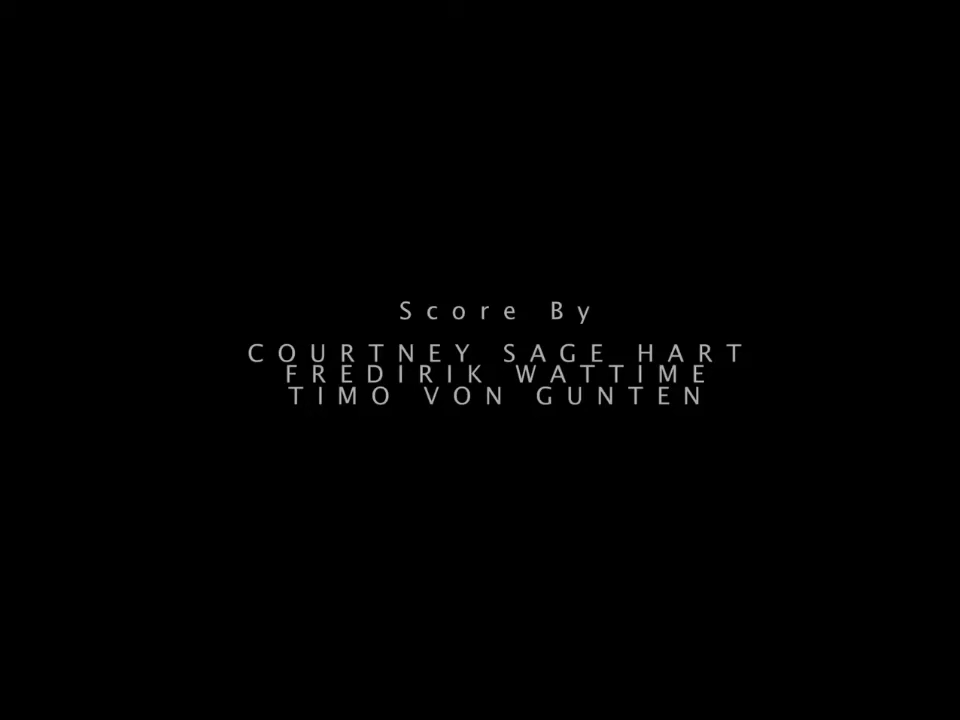 Score By
COURTNEY SAGE HART
FREDIRIK WATTIME
TIMO VON GUNTEN